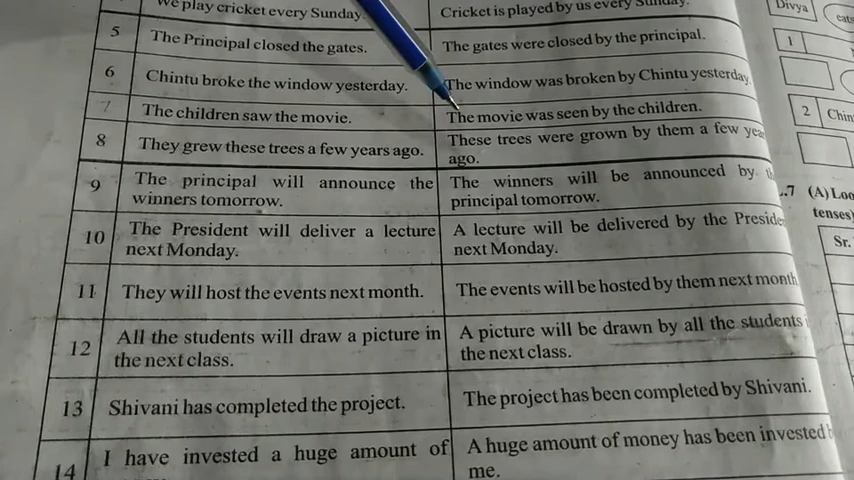 We play cricket every Sunday.
Cricket is played by us every Sunday.
5
The Principal closed the gates.
The gates were closed by the principal.
6
Chintu broke the window yesterday.
The window was broken by Chintu yesterday.
7
The children saw the movie.
The movie was seen by the children.
8
They grew these trees a few years ago.
These trees were grown by them a few
ago.
9
The principal will announce the
winners tomorrow.
The winners will be announced by
principal tomorrow.
10
The President will deliver a lecture
next Monday.
A lecture will be delivered by the
next Monday.
11
They will host the events next month.
The events will be hosted by them next month
12
All the students will draw a picture in
the next class.
A picture will be drawn by all the students
the next class.
13
Shivani has completed the project.
The project has been completed by Shivani.
14
I have invested a huge amount of
A huge amount of money has been invested
me.
Divya
eats
1
2
.7 (A)
tenses)
Sr.